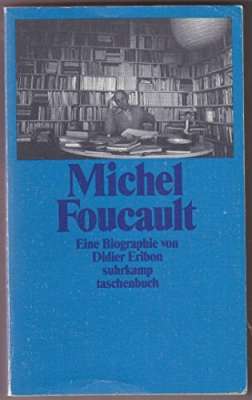 Michel
Foucault
Eine Biographie von
Didier Eribon
suhrkamp
taschenbuch